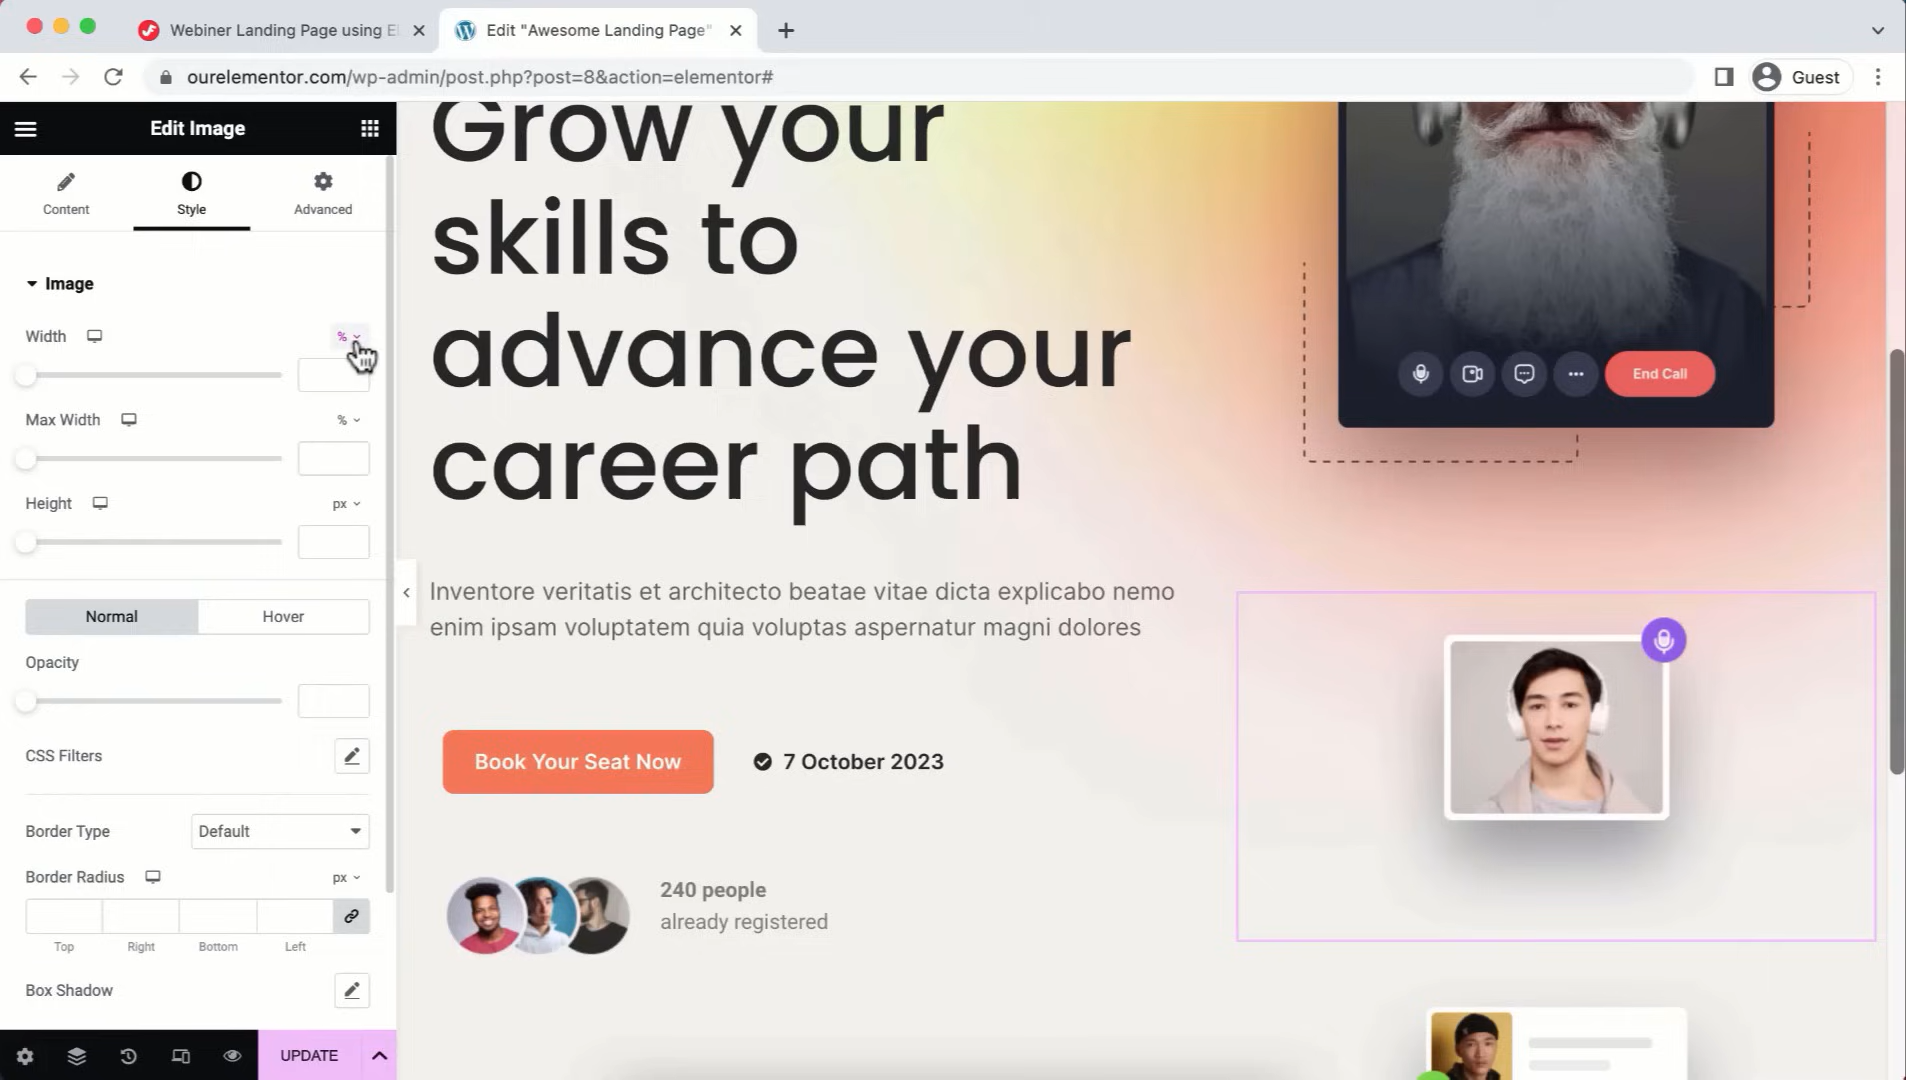 Webiner Landing Page using El
Edit "Awesome Landing Page"
ourelementor.com/wp-admin/post.php?post=8&action=elementor#
Guest
Edit Image
Content
Style
Advanced
Image
Width
%
Max Width
%
Height
px
Normal
Hover
Opacity
CSS Filters
Border Type
Default
Border Radius
px
Top
Right
Bottom
Left
Box Shadow
UPDATE
Grow your
skills to
advance your
career path
Inventore veritatis et architecto beatae vitae dicta explicabo nemo
enim ipsam voluptatem quia voluptas aspernatur magni dolores
Book Your Seat Now
7 October 2023
240 people
already registered
End Call